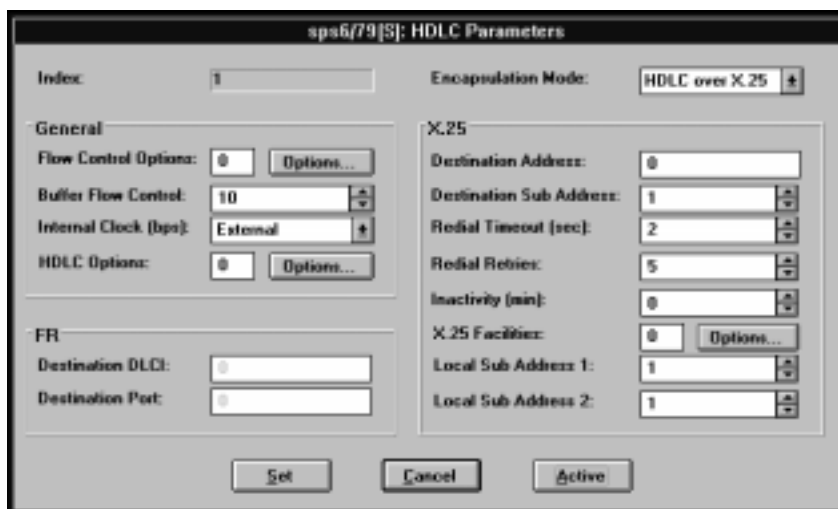 sps6/79[S]: HDLC Parameters
Index: 1
Encapsulation Mode: HDLC over X.25
General
Flow Control Options: 0 Options...
Buffer Flow Control: 10
Internal Clock (bps): External
HDLC Options: 0 Options...
FR
Destination DLCI: 0
Destination Port: 0
X.25
Destination Address: 0
Destination Sub Address: 1
Redial Timeout (sec): 2
Redial Retries: 5
Inactivity (min): 0
X.25 Facilities: 0 Options...
Local Sub Address 1: 1
Local Sub Address 2: 1
Set Cancel Active